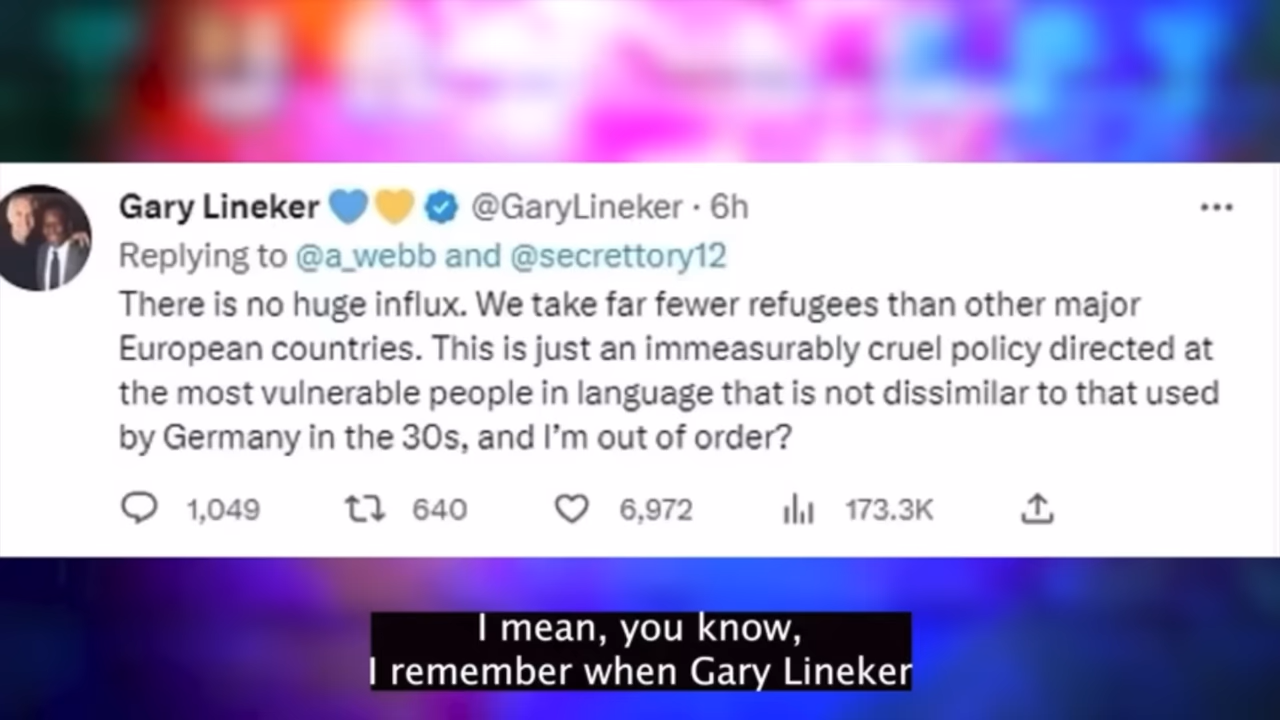 Gary Lineker 💙💛 @GaryLineker · 6h
Replying to @a_webb and @secrettory12
There is no huge influx. We take far fewer refugees than other major
European countries. This is just an immeasurably cruel policy directed at
the most vulnerable people in language that is not dissimilar to that used
by Germany in the 30s, and I'm out of order?
1,049 640 6,972 173.3K
I mean, you know,
I remember when Gary Lineker